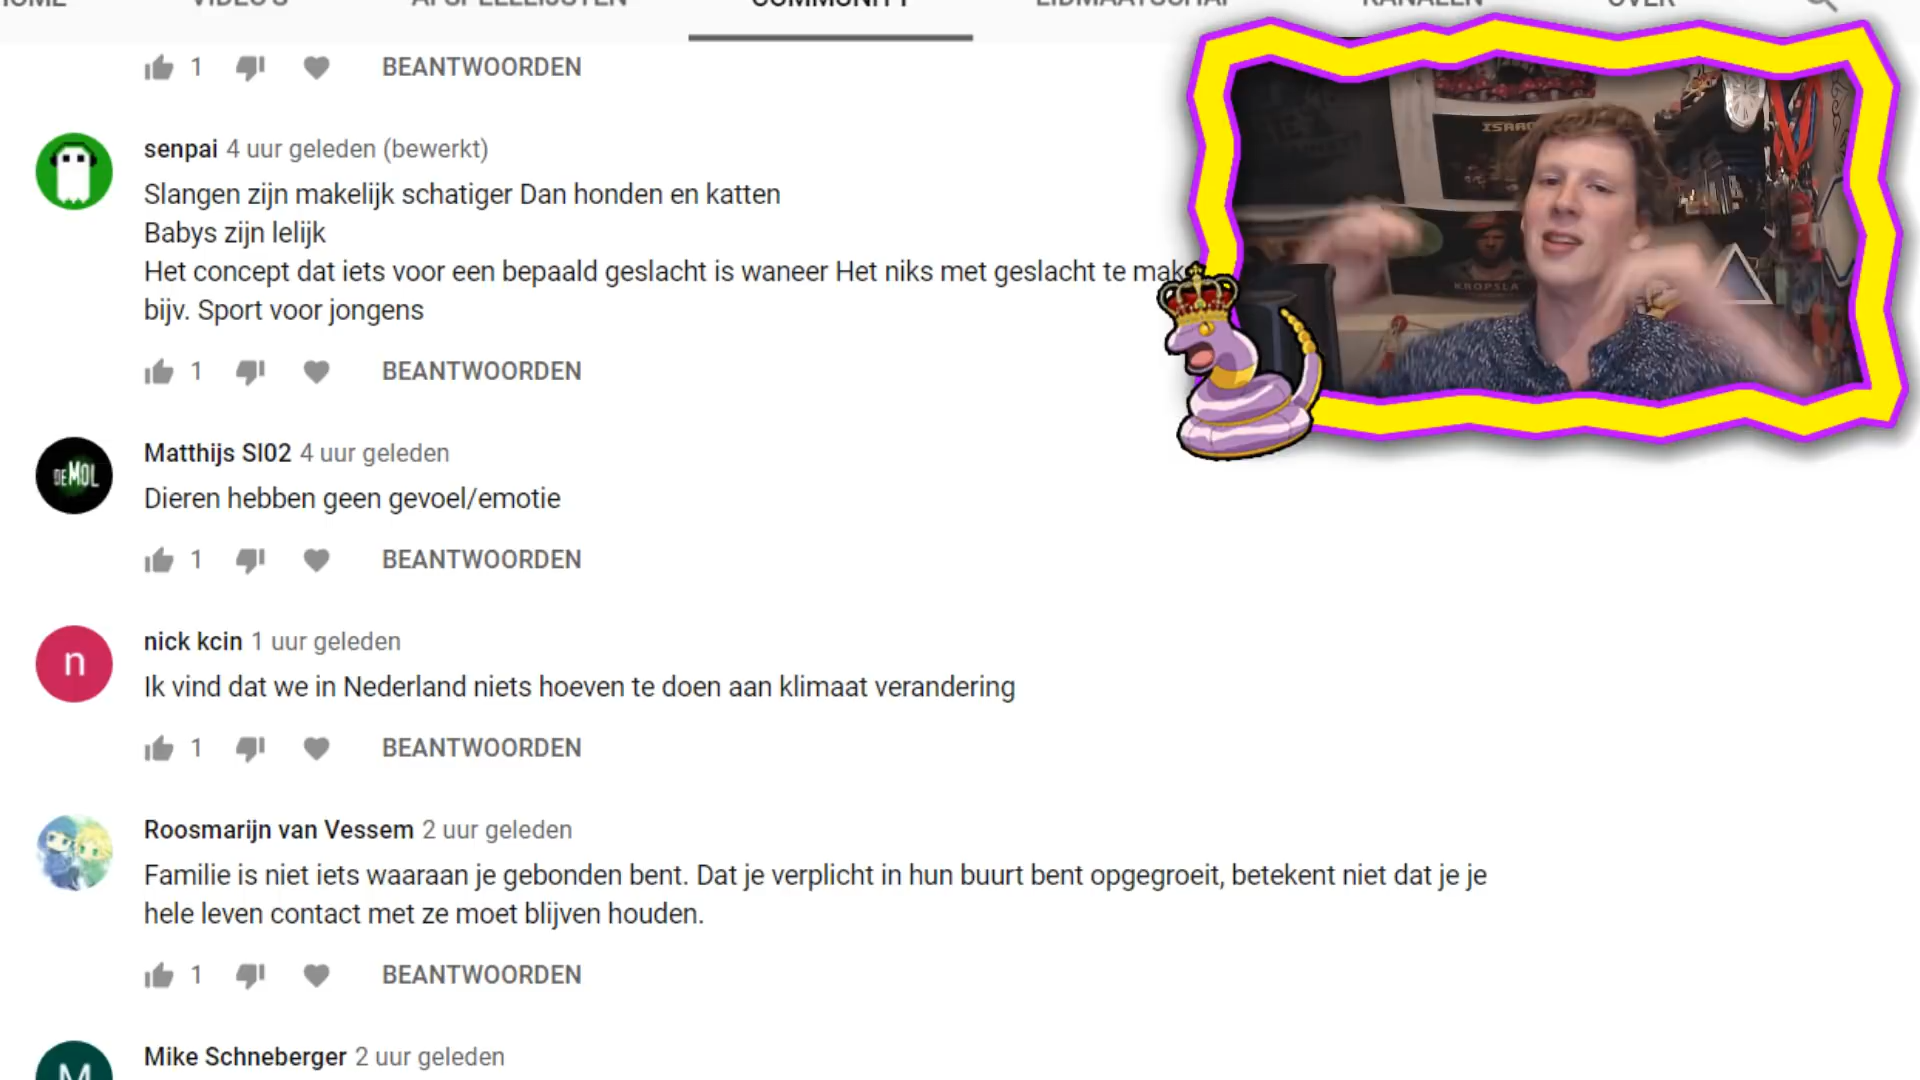 HOME VIDEO'S AFSPEELLIJSTEN COMMUNITY LIDMAATSCHAP KANALEN OVER
1 BEANTWOORDEN
senpai 4 uur geleden (bewerkt)
Slangen zijn makelijk schatiger Dan honden en katten
Babys zijn lelijk
Het concept dat iets voor een bepaald geslacht is waneer Het niks met geslacht te mak
bijv. Sport voor jongens
1 BEANTWOORDEN
Matthijs Sl02 4 uur geleden
DE MOL
Dieren hebben geen gevoel/emotie
1 BEANTWOORDEN
nick kcin 1 uur geleden
n
Ik vind dat we in Nederland niets hoeven te doen aan klimaat verandering
1 BEANTWOORDEN
Roosmarijn van Vessem 2 uur geleden
Familie is niet iets waaraan je gebonden bent. Dat je verplicht in hun buurt bent opgegroeit, betekent niet dat je je
hele leven contact met ze moet blijven houden.
1 BEANTWOORDEN
Mike Schneberger 2 uur geleden
M
ISAAC
KROPSLA